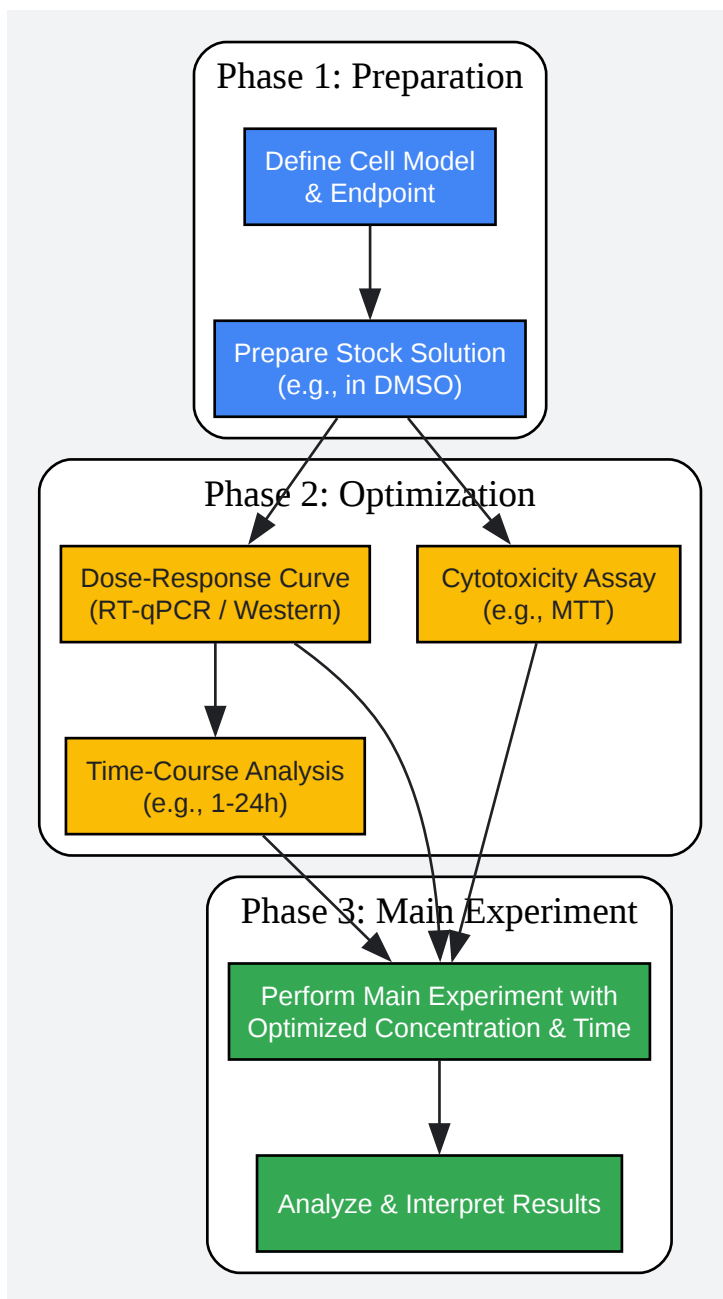 Phase 1: Preparation
Define Cell Model
& Endpoint
Prepare Stock Solution
(e.g., in DMSO)
Phase 2: Optimization
Dose-Response Curve
(RT-qPCR / Western)
Cytotoxicity Assay
(e.g., MTT)
Time-Course Analysis
(e.g., 1-24h)
Phase 3: Main Experiment
Perform Main Experiment with
Optimized Concentration & Time
Analyze & Interpret Results